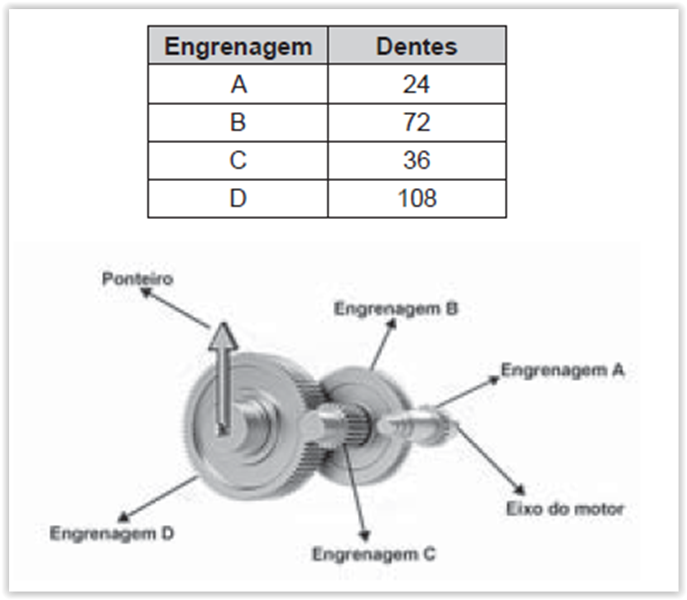 Engrenagem Dentes
A 24
B 72
C 36
D 108
Ponteiro
Engrenagem B
Engrenagem A
Eixo do motor
Engrenagem D
Engrenagem C